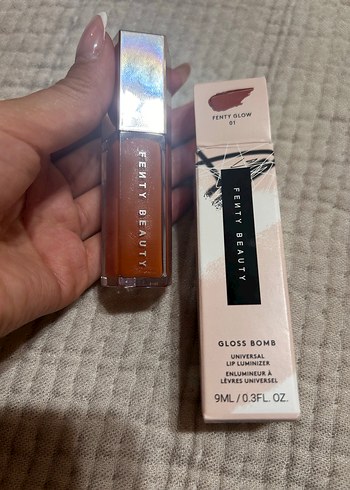 FENTY BEAUTY
FENTY GLOW
01
FENTY BEAUTY
GLOSS BOMB
UNIVERSAL
LIP LUMINIZER
ENLUMINEUR À
LÈVRES UNIVERSEL
9ML / 0.3FL. OZ.